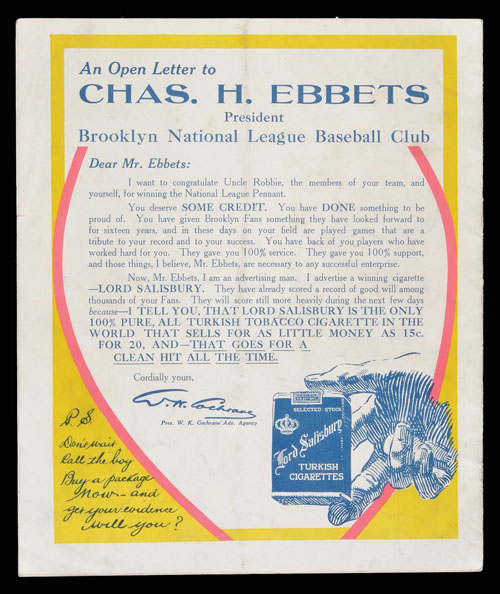 An Open Letter to
CHAS. H. EBBETS
President
Brooklyn National League Baseball Club
Dear Mr. Ebbets:
I want to congratulate Uncle Robbie, the members of your team, and
yourself, for winning the National League Pennant.
You deserve SOME CREDIT. You have DONE something to be
proud of. You have given Brooklyn Fans something they have looked forward to
for sixteen years, and in these days on your field are played games that are a
tribute to your record and to your success. You have back of you players who have
worked hard for you. They gave you 100% service. They gave you 100% support,
and those things, I believe, Mr. Ebbets, are necessary to any successful enterprise.
Now, Mr. Ebbets, I am an advertising man. I advertise a winning cigarette
—LORD SALISBURY. They have already scored a record of good will among
thousands of your Fans. They will score still more heavily during the next few days
because—I TELL YOU, THAT LORD SALISBURY IS THE ONLY
100% PURE, ALL TURKISH TOBACCO CIGARETTE IN THE
WORLD THAT SELLS FOR AS LITTLE MONEY AS 15c.
FOR 20, AND—THAT GOES FOR A
CLEAN HIT ALL THE TIME.
Cordially yours,
W. K. Cochrane
Pres. W. K. Cochrane Adv. Agency
P.S.
Don't wait
Call the boy
Buy a package
Now— and
get your evidence
will you?
SELECTED STOCK
Lord Salisbury
TURKISH
CIGARETTES